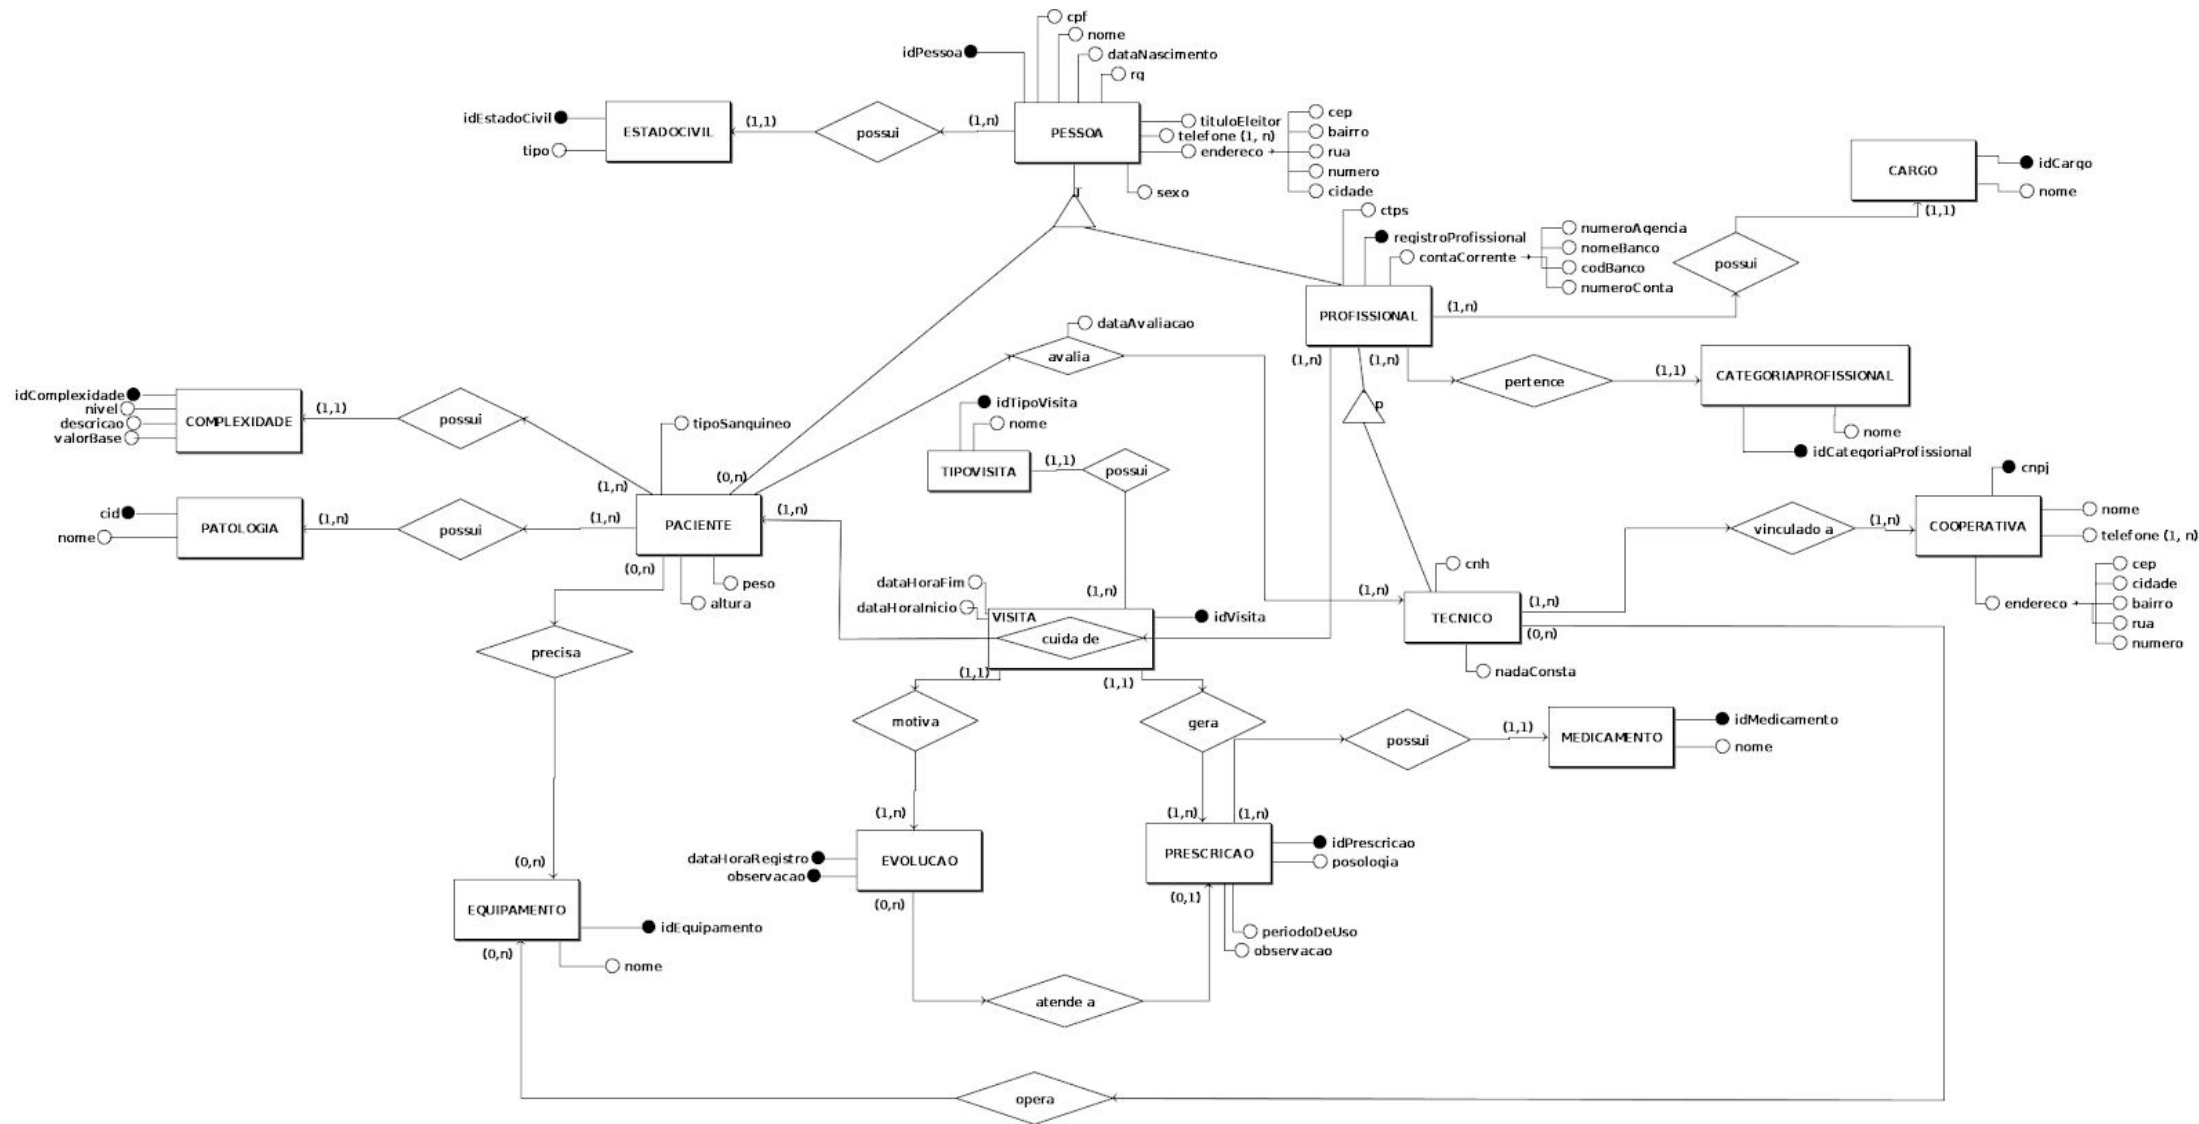 cpf
nome
idPessoa
dataNascimento
rg
idEstadoCivil
ESTADOCIVIL
(1,1)
possui
(1,n)
PESSOA
tituloEleitor
telefone (1, n)
endereco
cep
bairro
rua
numero
cidade
tipo
sexo
CARGO
idCargo
nome
(1,1)
ctps
registroProfissional
contaCorrente
numeroAgencia
nomeBanco
codBanco
numeroConta
possui
PROFISSIONAL
(1,n)
dataAvaliacao
avalia
(1,n)
(1,n)
pertence
(1,1)
CATEGORIAPROFISSIONAL
p
nome
idCategoriaProfissional
idComplexidade
nivel
descricao
valorBase
COMPLEXIDADE
(1,1)
possui
tipoSanguineo
(1,n)
(0,n)
idTipoVisita
nome
TIPOVISITA
(1,1)
possui
cid
nome
PATOLOGIA
(1,n)
possui
(1,n)
PACIENTE
(1,n)
cnpj
COOPERATIVA
nome
telefone (1, n)
vinculado a
(1,n)
endereco
cep
cidade
bairro
rua
numero
(0,n)
peso
altura
dataHoraFim
dataHoraInicio
(1,n)
VISITA
cuida de
idVisita
cnh
(1,n)
TECNICO
(1,n)
(0,n)
nadaConsta
precisa
(1,1)
(1,1)
motiva
gera
possui
(1,1)
MEDICAMENTO
idMedicamento
nome
(1,n)
(1,n)
(1,n)
dataHoraRegistro
observacao
EVOLUCAO
PRESCRICAO
idPrescricao
posologia
(0,n)
(0,n)
(0,1)
periodoDeUso
observacao
EQUIPAMENTO
idEquipamento
(0,n)
nome
atende a
opera